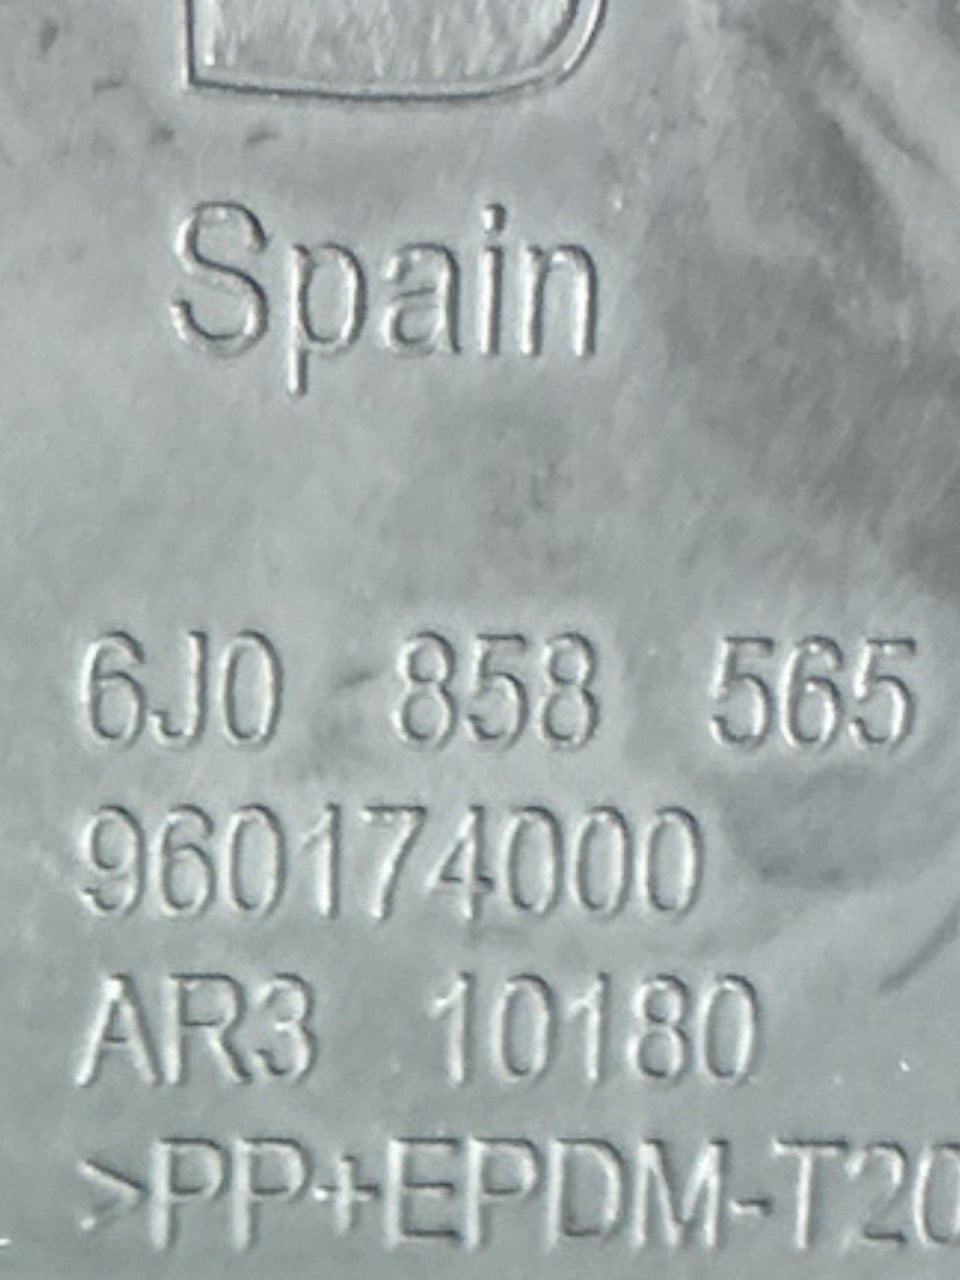 Spain
6J0 858 565
960174000
AR3 10180
>PP+EPDM-T20